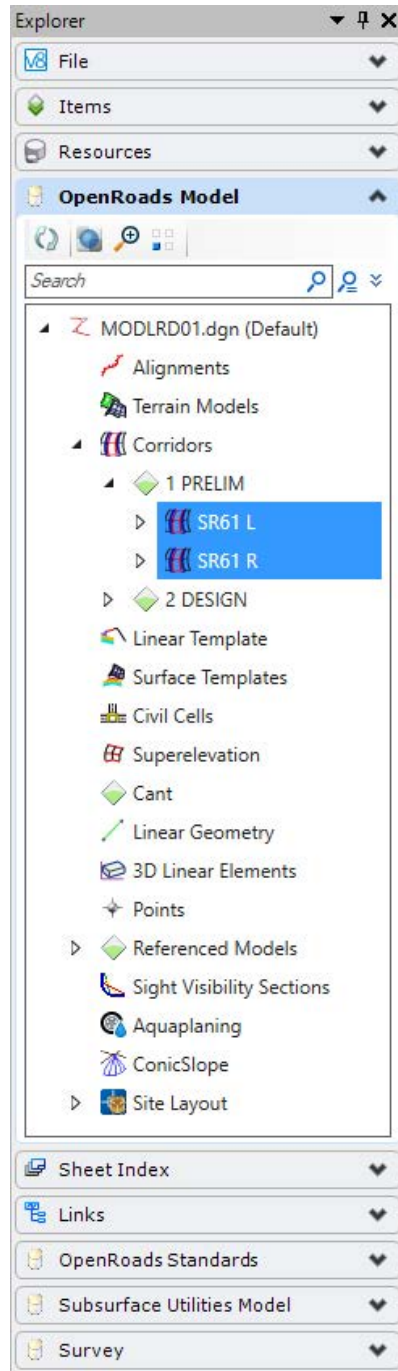 Explorer
File
Items
Resources
OpenRoads Model
Search
MODLRD01.dgn (Default)
Alignments
Terrain Models
Corridors
1 PRELIM
SR61 L
SR61 R
2 DESIGN
Linear Template
Surface Templates
Civil Cells
Superelevation
Cant
Linear Geometry
3D Linear Elements
Points
Referenced Models
Sight Visibility Sections
Aquaplaning
ConicSlope
Site Layout
Sheet Index
Links
OpenRoads Standards
Subsurface Utilities Model
Survey